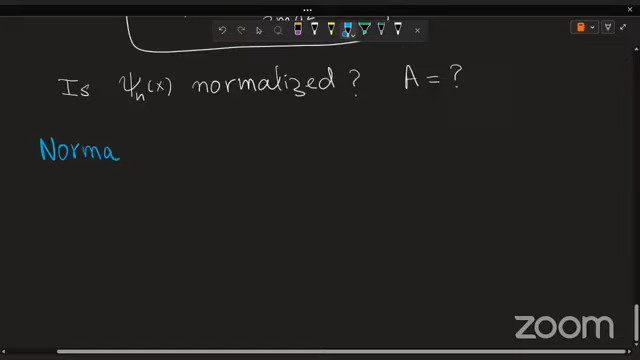 Is ψₙ(x) normalized ? A = ?
Norma
zoom